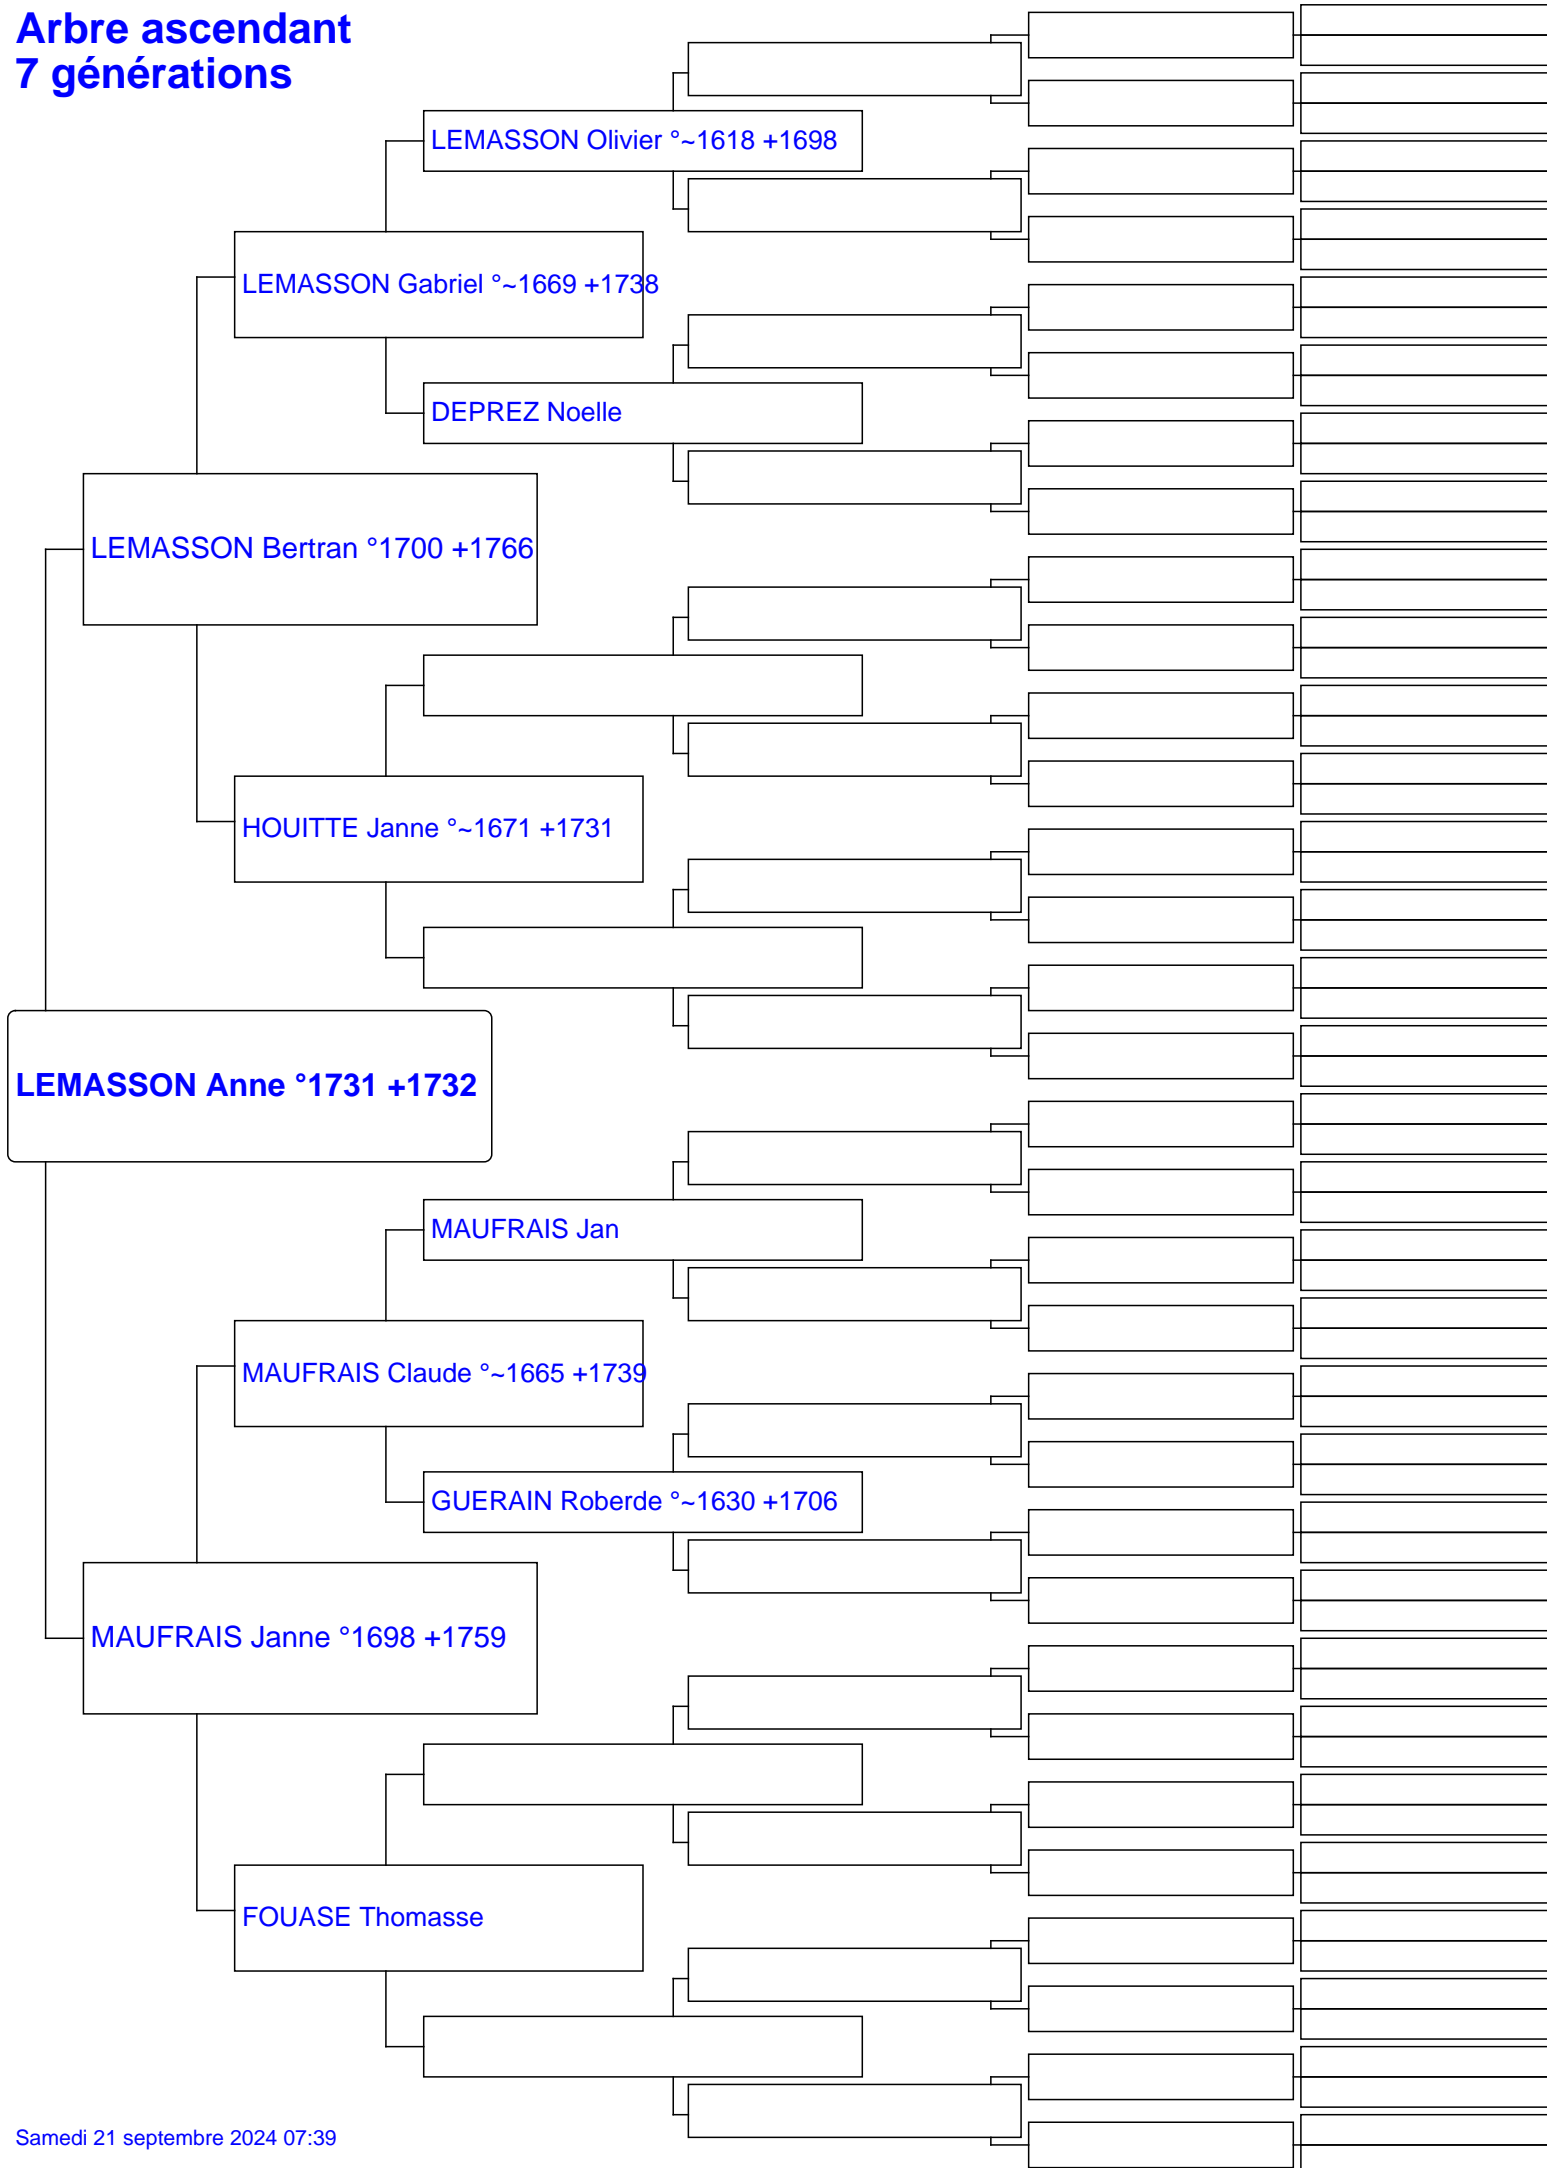 Arbre ascendant
7 générations
LEMASSON Olivier °~1618 +1698
LEMASSON Gabriel °~1669 +1738
DEPREZ Noelle
LEMASSON Bertran °1700 +1766
HOUITTE Janne °~1671 +1731
LEMASSON Anne °1731 +1732
MAUFRAIS Jan
MAUFRAIS Claude °~1665 +1739
GUERAIN Roberde °~1630 +1706
MAUFRAIS Janne °1698 +1759
FOUASE Thomasse
Samedi 21 septembre 2024 07:39